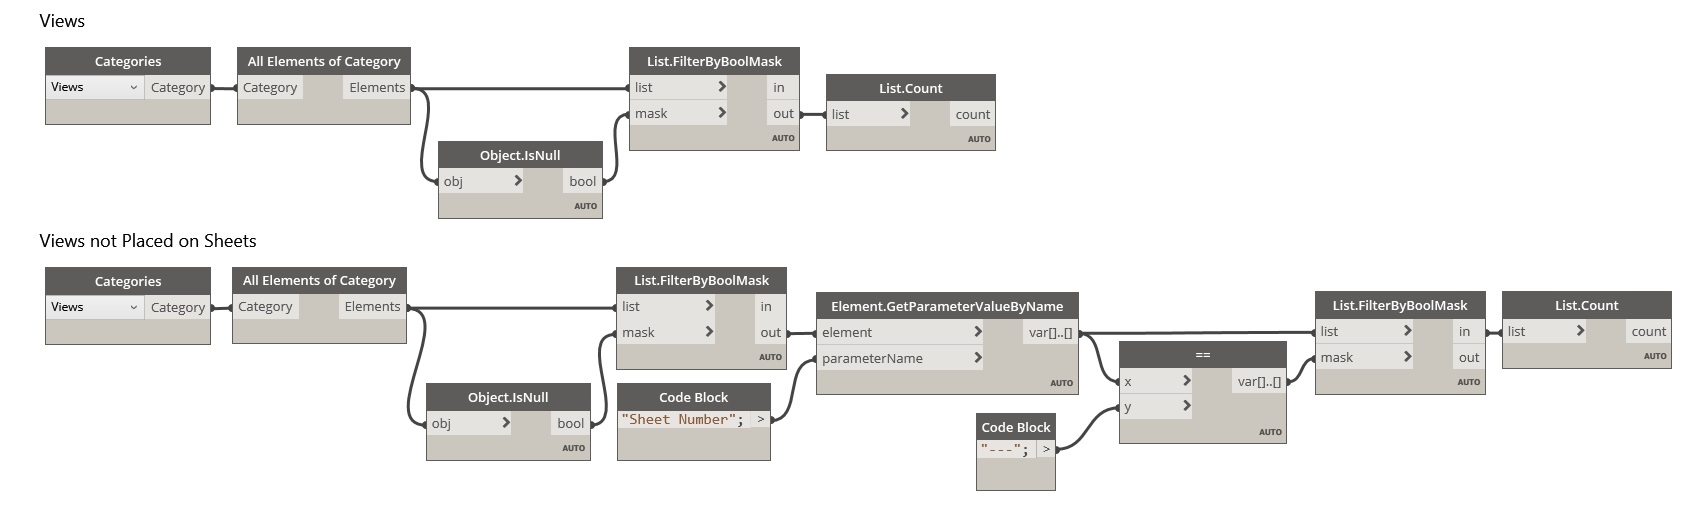 Views
Categories
Views
Category
All Elements of Category
Category
Elements
List.FilterByBoolMask
list
in
mask
out
AUTO
List.Count
list
count
AUTO
Object.IsNull
obj
bool
AUTO
Views not Placed on Sheets
Categories
Views
Category
All Elements of Category
Category
Elements
List.FilterByBoolMask
list
in
mask
out
AUTO
Object.IsNull
obj
bool
AUTO
Code Block
"Sheet Number";
>
Element.GetParameterValueByName
element
var[]..[]
parameterName
AUTO
Code Block
"---";
>
==
x
var[]..[]
y
AUTO
List.FilterByBoolMask
list
in
mask
out
AUTO
List.Count
list
count
AUTO